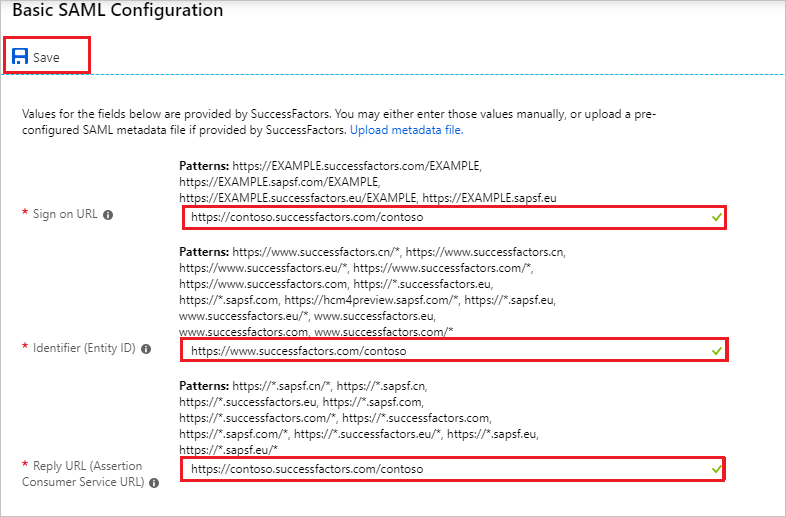 Basic SAML Configuration
Save
Values for the fields below are provided by SuccessFactors. You may either enter those values manually, or upload a pre-
configured SAML metadata file if provided by SuccessFactors. Upload metadata file.
Patterns: https://EXAMPLE.successfactors.com/EXAMPLE,
https://EXAMPLE.sapsf.com/EXAMPLE,
https://EXAMPLE.successfactors.eu/EXAMPLE, https://EXAMPLE.sapsf.eu
* Sign on URL
https://contoso.successfactors.com/contoso
Patterns: https://www.successfactors.cn/*, https://www.successfactors.cn,
https://www.successfactors.eu/*, https://www.successfactors.com/*,
https://www.successfactors.com, https://*.successfactors.eu,
https://*.sapsf.com, https://hcm4preview.sapsf.com/*, https://*.sapsf.eu,
www.successfactors.eu/*, www.successfactors.eu,
www.successfactors.com, www.successfactors.com/*
* Identifier (Entity ID)
https://www.successfactors.com/contoso
Patterns: https://*.sapsf.cn/*, https://*.sapsf.cn,
https://*.successfactors.eu, https://*.sapsf.com,
https://*.successfactors.com/*, https://*.successfactors.com,
https://*.sapsf.com/*, https://*.successfactors.eu/*, https://*.sapsf.eu,
https://*.sapsf.eu/*
* Reply URL (Assertion
Consumer Service URL)
https://contoso.successfactors.com/contoso